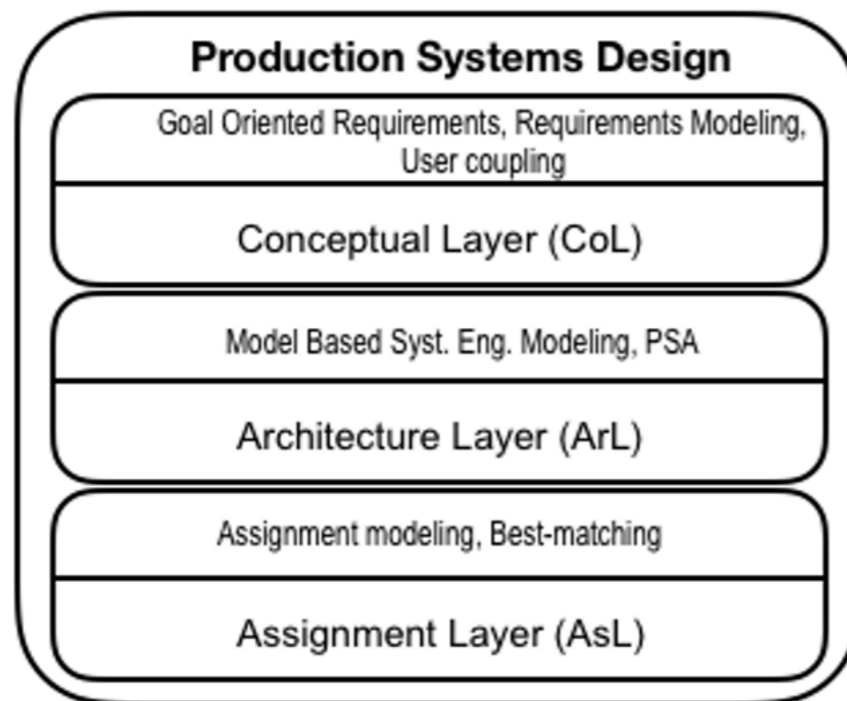 Production Systems Design
Goal Oriented Requirements, Requirements Modeling,
User coupling
Conceptual Layer (CoL)
Model Based Syst. Eng. Modeling, PSA
Architecture Layer (ArL)
Assignment modeling, Best-matching
Assignment Layer (AsL)